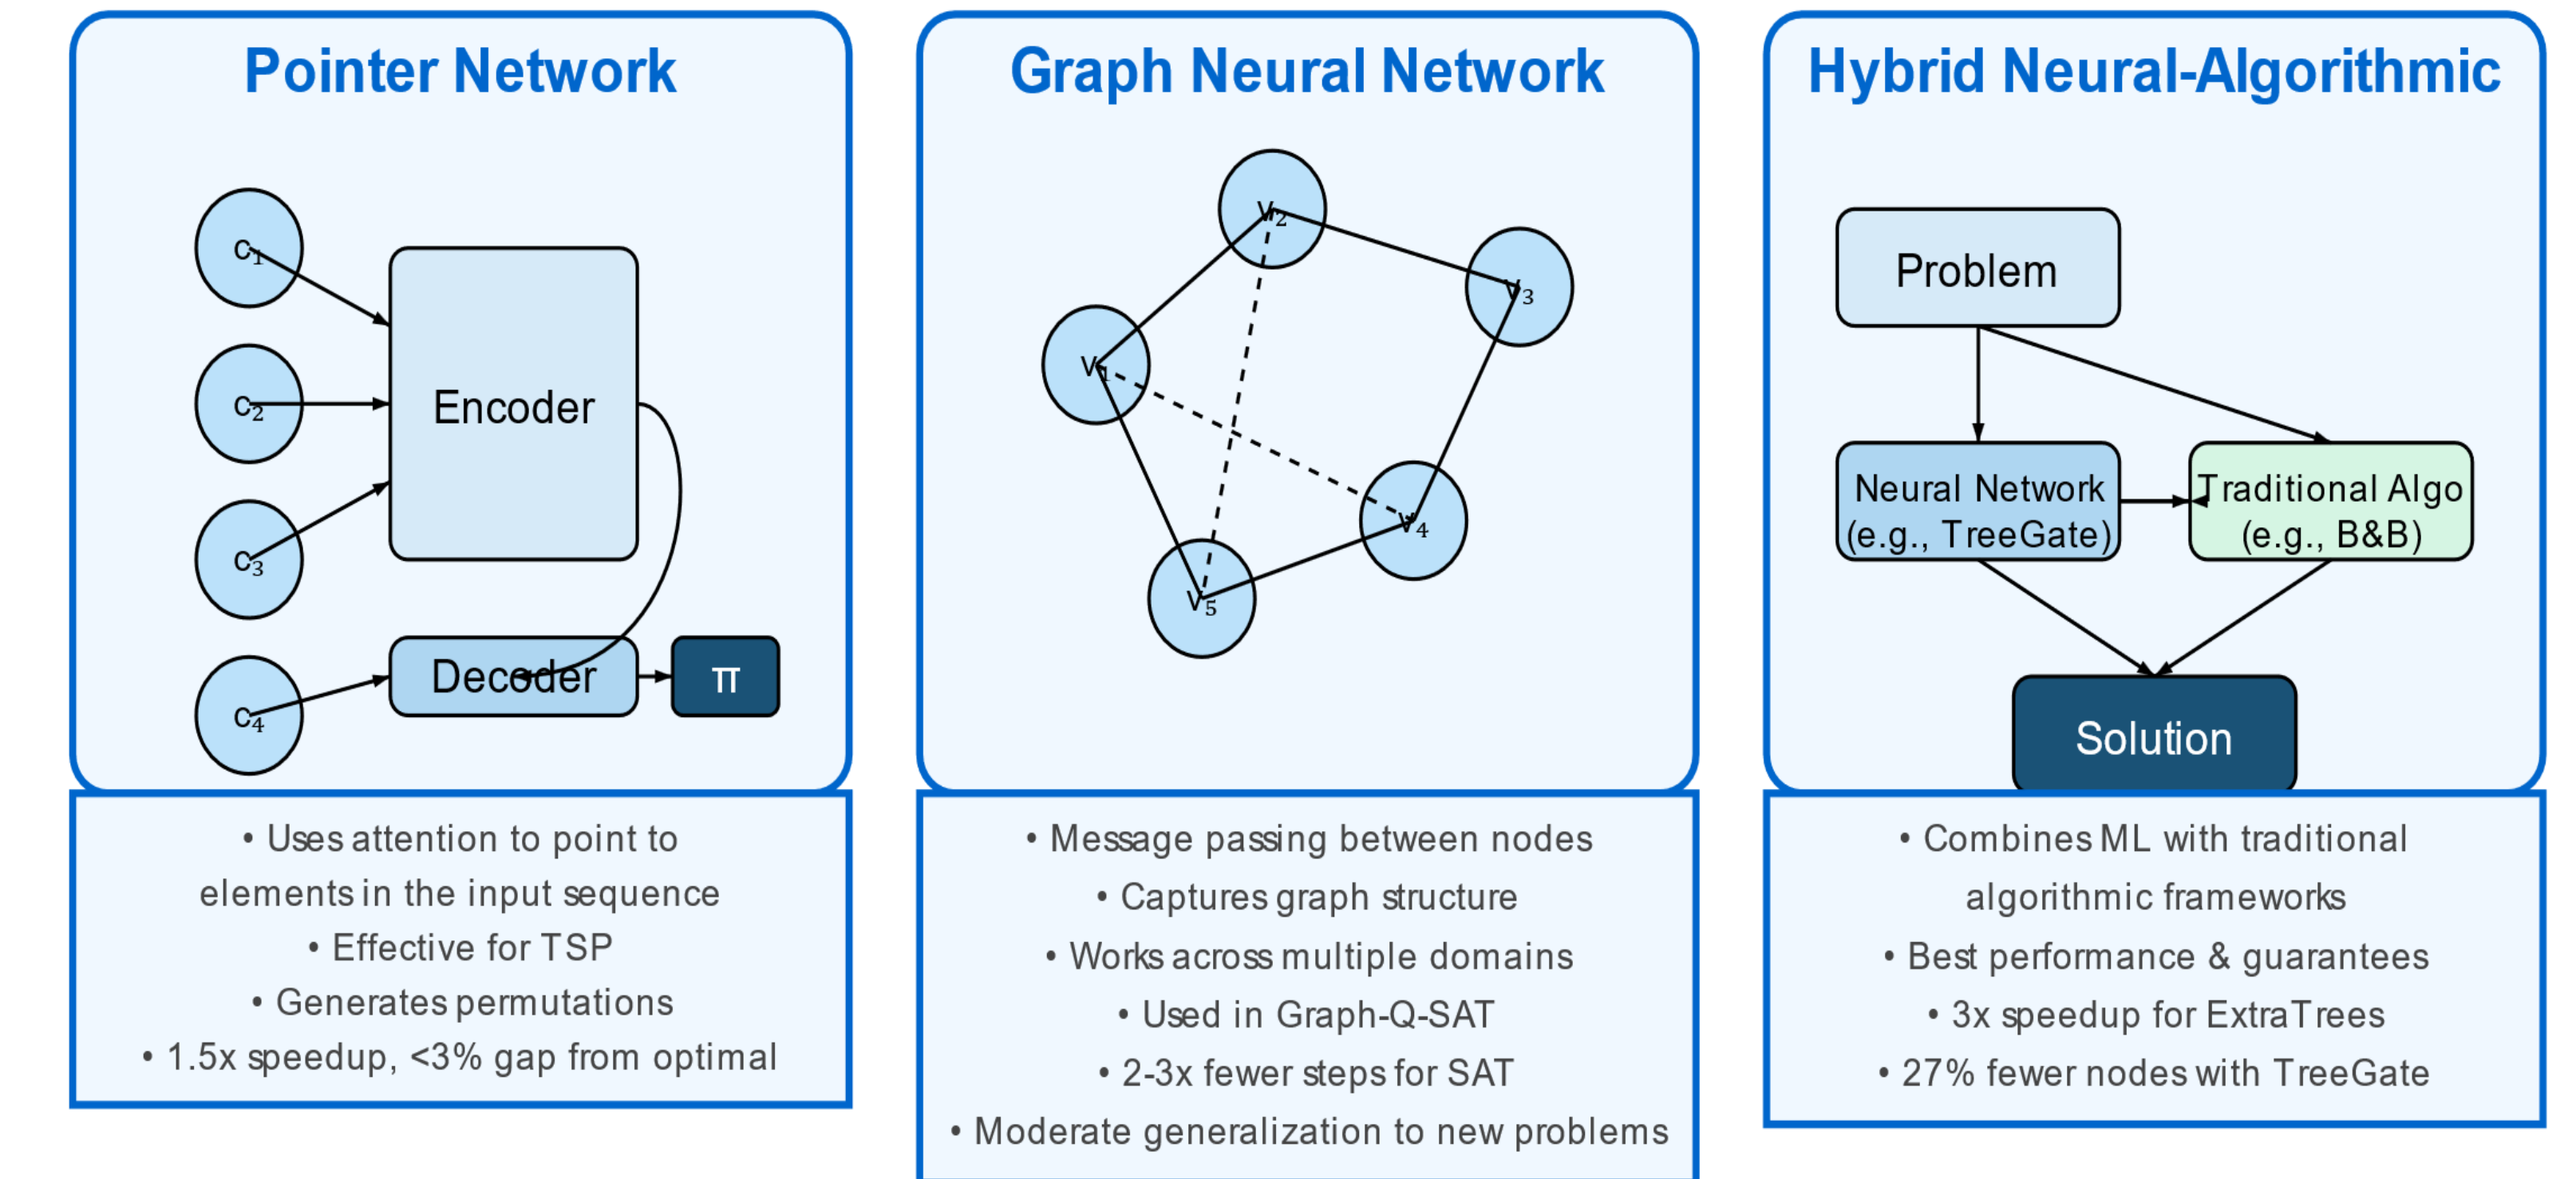 Pointer Network
c₁
c₂
c₃
c₄
Encoder
Decoder
π
• Uses attention to point to
elements in the input sequence
• Effective for TSP
• Generates permutations
• 1.5x speedup, <3% gap from optimal
Graph Neural Network
v₂
v₃
v₁
v₄
v₅
• Message passing between nodes
• Captures graph structure
• Works across multiple domains
• Used in Graph-Q-SAT
• 2-3x fewer steps for SAT
• Moderate generalization to new problems
Hybrid Neural-Algorithmic
Problem
Neural Network
(e.g., TreeGate)
Traditional Algo
(e.g., B&B)
Solution
• Combines ML with traditional
algorithmic frameworks
• Best performance & guarantees
• 3x speedup for ExtraTrees
• 27% fewer nodes with TreeGate